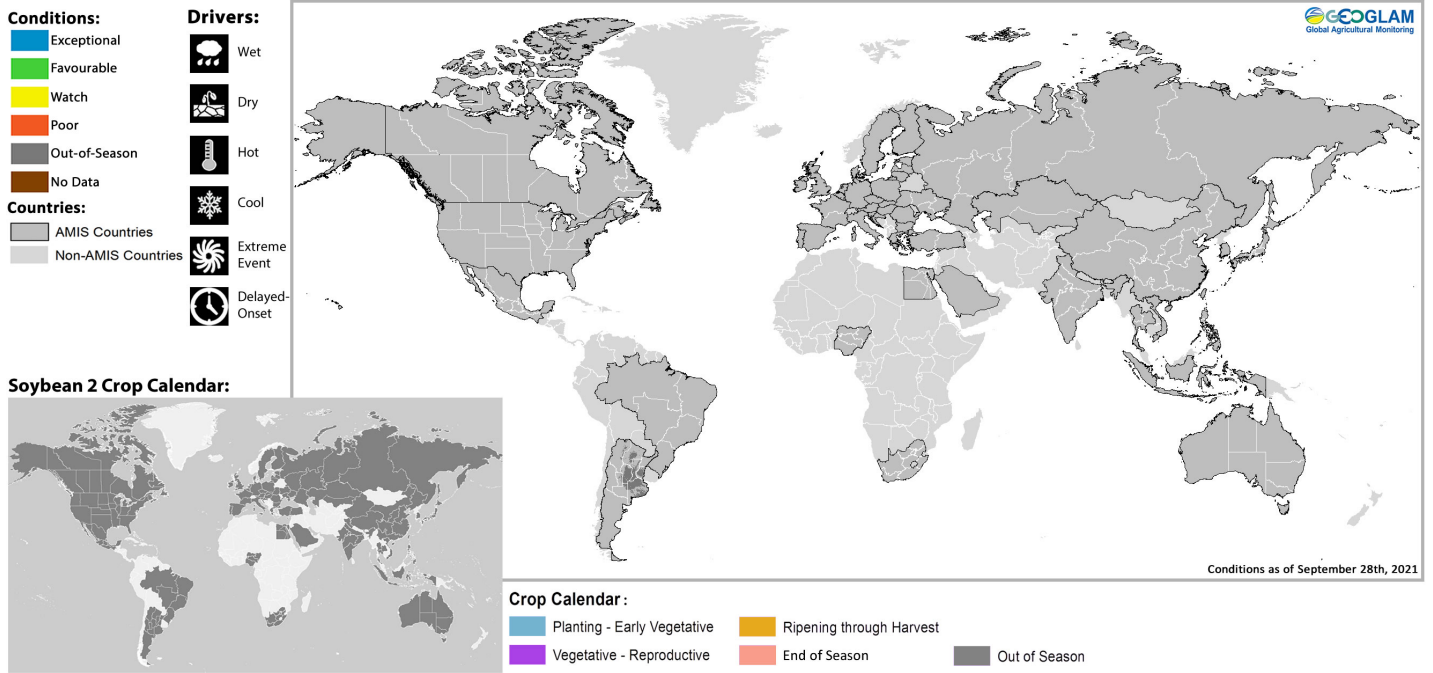 Conditions:
Exceptional
Favourable
Watch
Poor
Out-of-Season
No Data
Countries:
AMIS Countries
Non-AMIS Countries
Drivers:
Wet
Dry
Hot
Cool
Extreme
Event
Delayed-
Onset
GEOGLAM
Global Agricultural Monitoring
Conditions as of September 28th, 2021
Soybean 2 Crop Calendar:
Crop Calendar :
Planting - Early Vegetative
Vegetative - Reproductive
Ripening through Harvest
End of Season
Out of Season